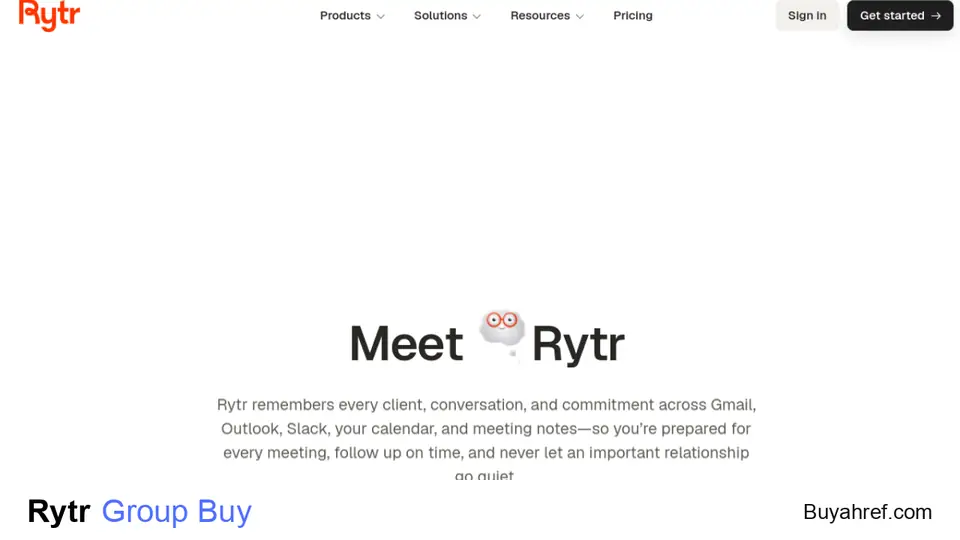 Rytr
Products Solutions Resources Pricing Sign in Get started →
Meet Rytr
Rytr remembers every client, conversation, and commitment across Gmail,
Outlook, Slack, your calendar, and meeting notes—so you're prepared for
every meeting, follow up on time, and never let an important relationship
go quiet
Rytr Group Buy
Buyahref.com